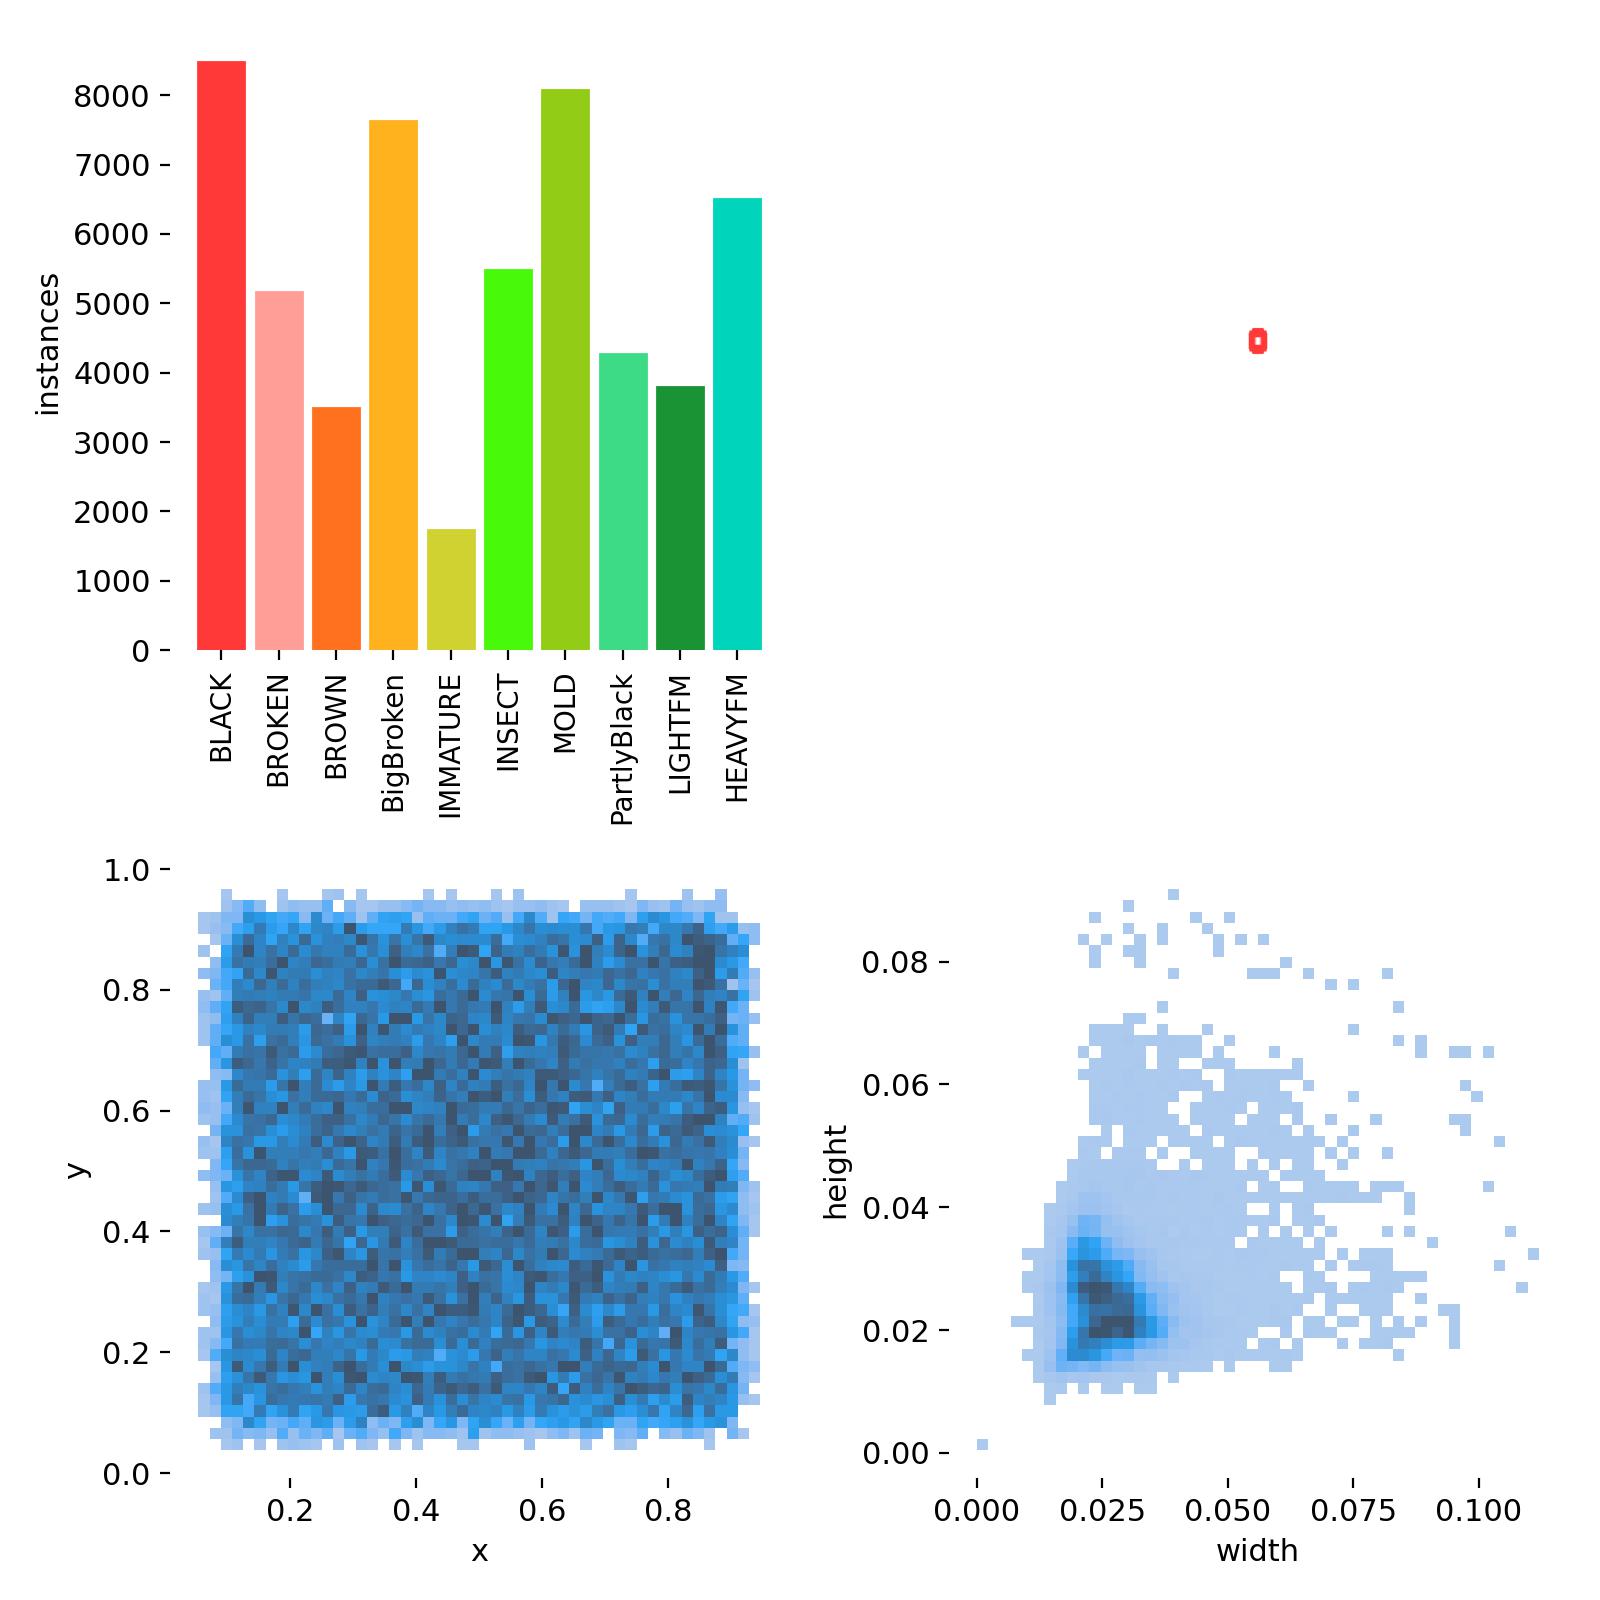 instances
8000
7000
6000
5000
4000
3000
2000
1000
0
BLACK
BROKEN
BROWN
BigBroken
IMMATURE
INSECT
MOLD
PartlyBlack
LIGHTFM
HEAVYFM
y
1.0
0.8
0.6
0.4
0.2
0.0
0.2 0.4 0.6 0.8
x
height
0.08
0.06
0.04
0.02
0.00
0.000 0.025 0.050 0.075 0.100
width